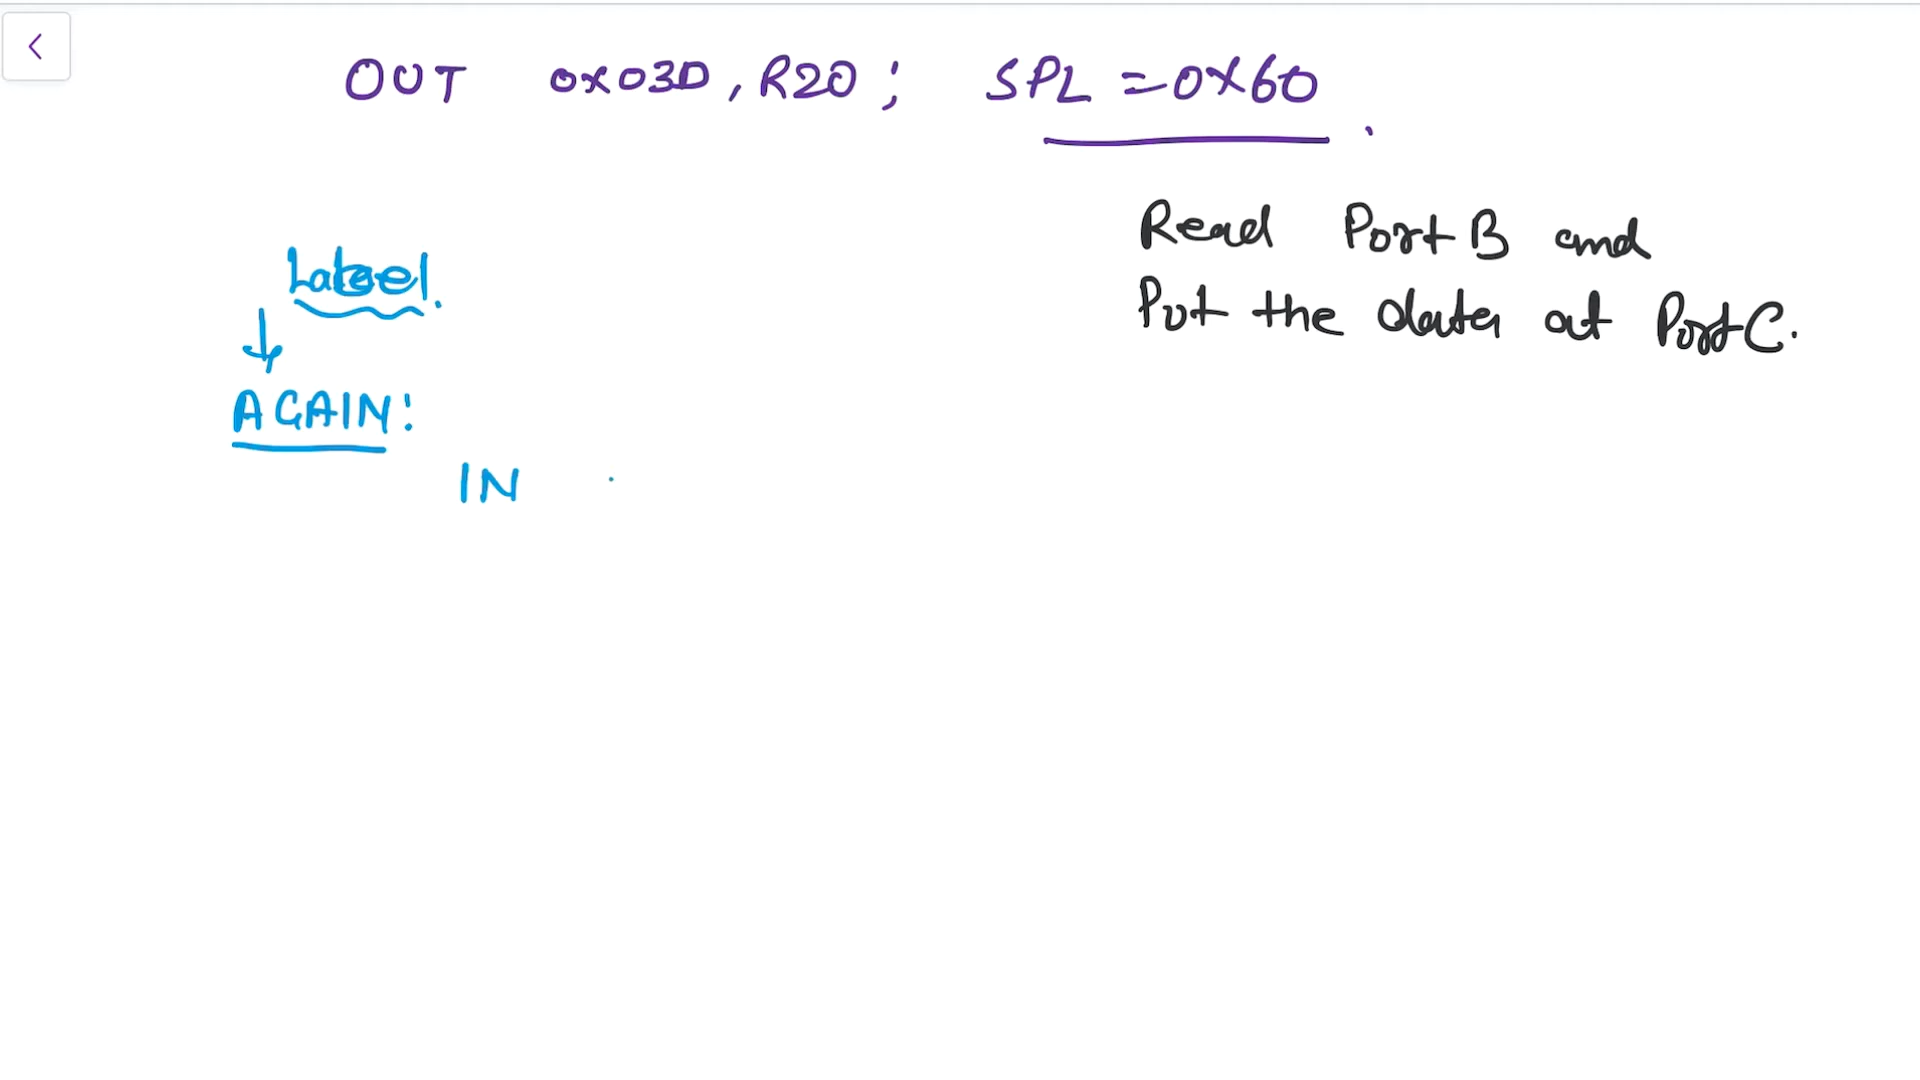 OUT 0x03D, R20; SPL = 0x60
Read Port B and
Label.
Put the data at Port C.
AGAIN:
IN